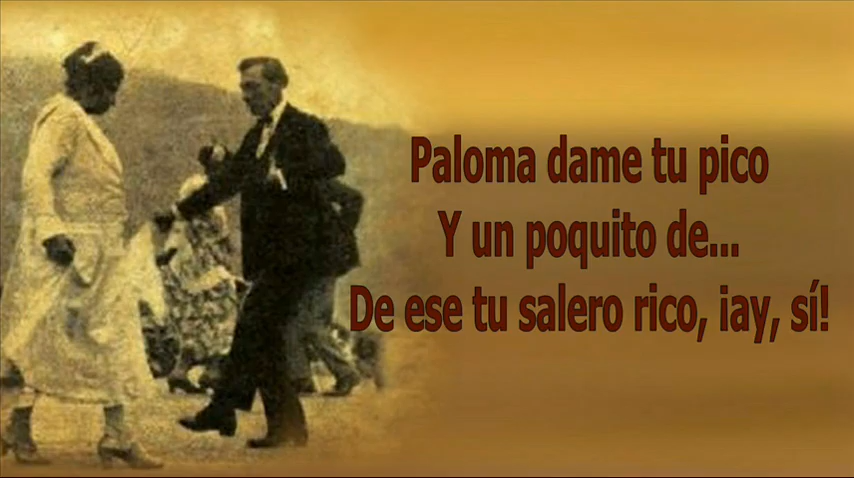 Paloma dame tu pico
Y un poquito de...
De ese tu salero rico, ¡ay, sí!